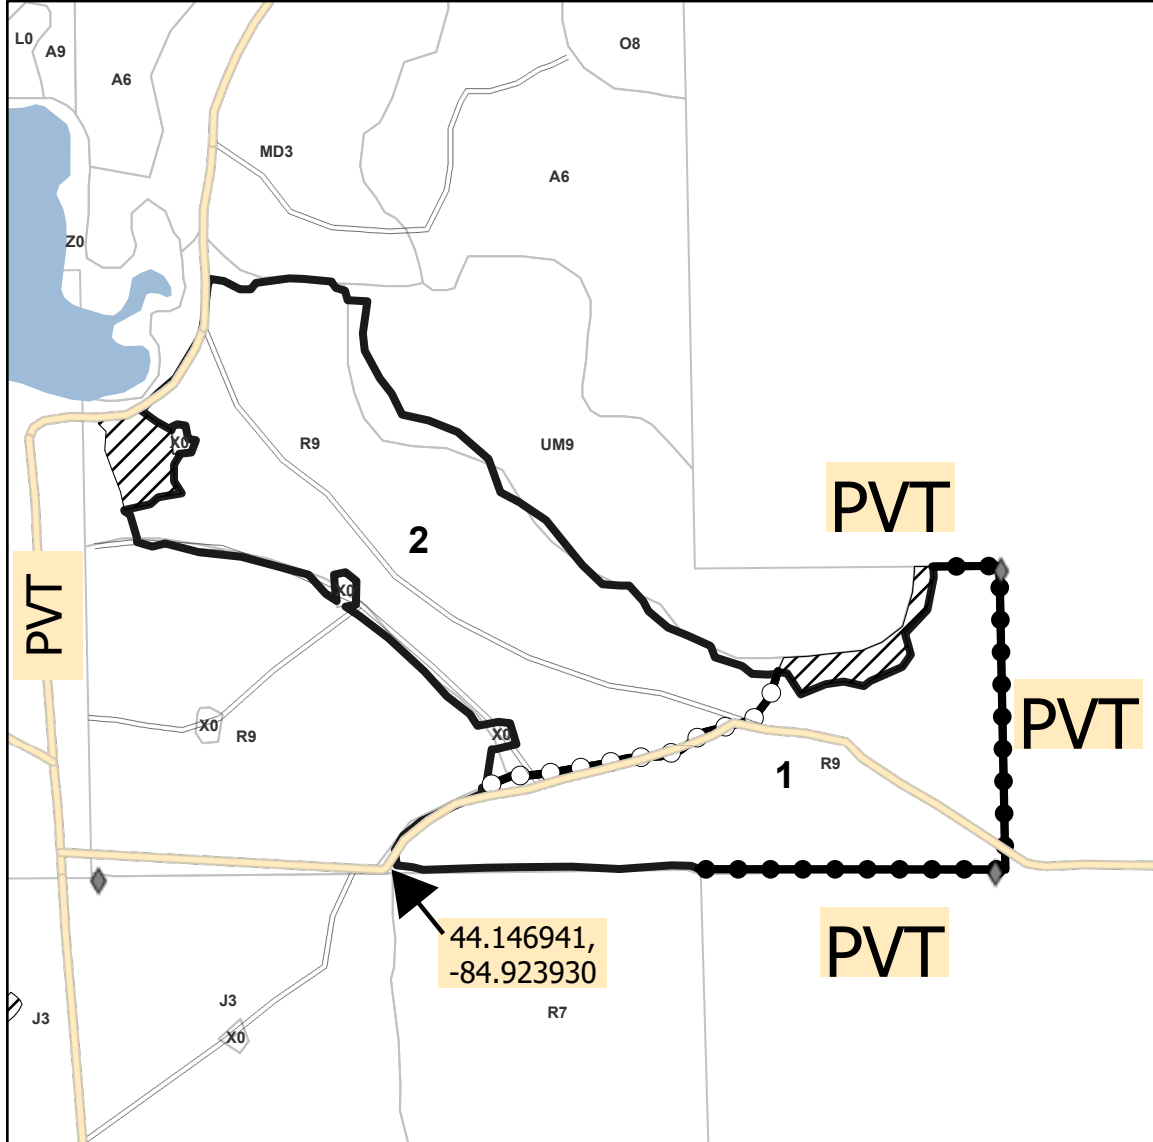 L0
A9
O8
A6
MD3
A6
Z0
X0
R9
UM9
PVT
2
PVT
X0
PVT
X0
R9
X0
R9
1
44.146941,
-84.923930
PVT
J3
R7
J3
X0